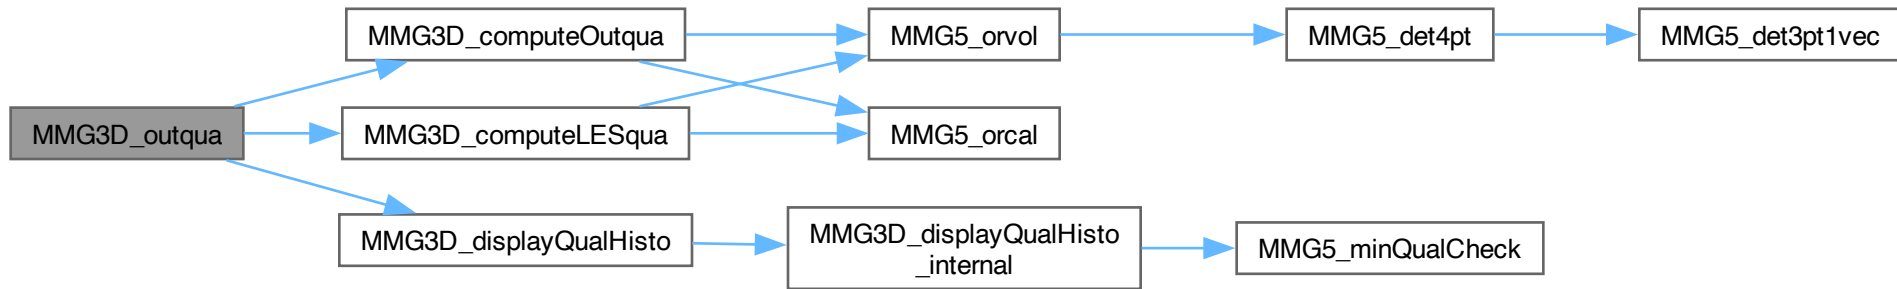 MMG3D_outqua
MMG3D_computeOutqua
MMG3D_computeLESqua
MMG3D_displayQualHisto
MMG5_orvol
MMG5_orcal
MMG3D_displayQualHisto
_internal
MMG5_det4pt
MMG5_minQualCheck
MMG5_det3pt1vec